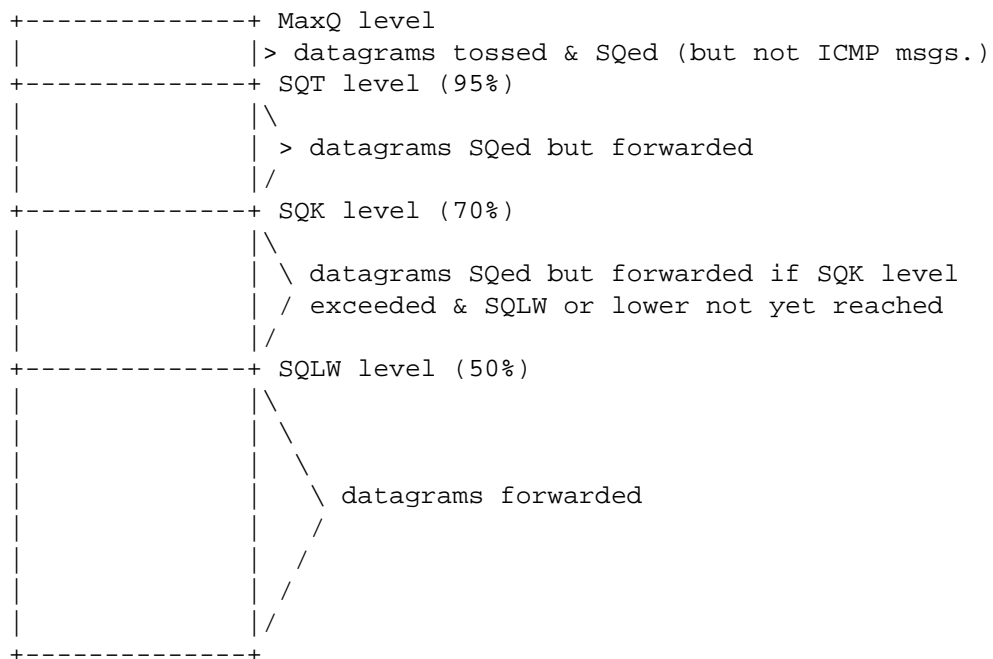 MaxQ level
> datagrams tossed & SQed (but not ICMP msgs.)
SQT level (95%)
> datagrams SQed but forwarded
SQK level (70%)
datagrams SQed but forwarded if SQK level
exceeded & SQLW or lower not yet reached
SQLW level (50%)
datagrams forwarded